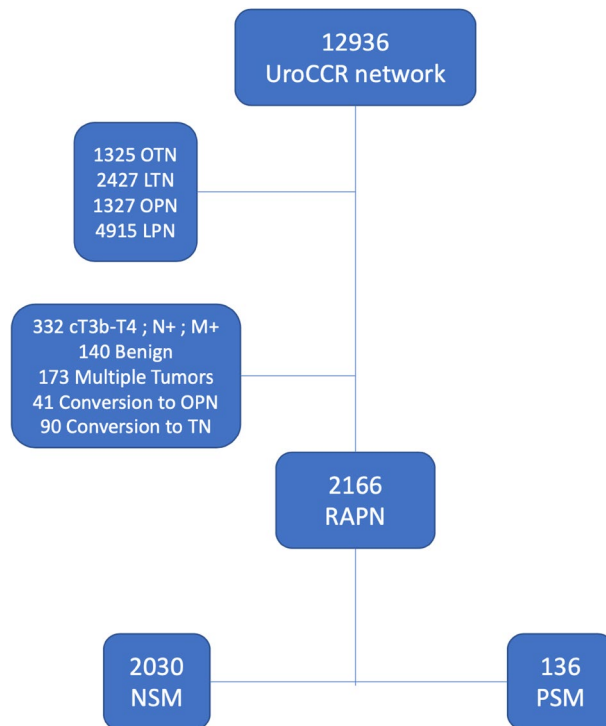 12936
UroCCR network
1325 OTN
2427 LTN
1327 OPN
4915 LPN
332 cT3b-T4 ; N+ ; M+
140 Benign
173 Multiple Tumors
41 Conversion to OPN
90 Conversion to TN
2166
RAPN
2030
NSM
136
PSM